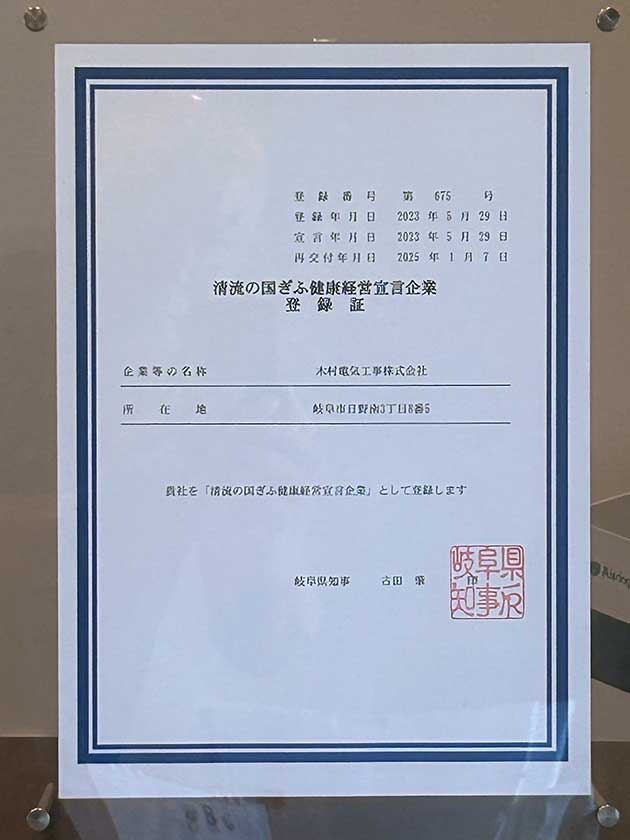 登録番号 第 675 号
登録年月日 2023 年 5 月 29 日
宣言年月日 2023 年 5 月 29 日
再交付年月日 2025 年 1 月 7 日
清流の国ぎふ健康経営宣言企業
登録証
企業等の名称 木村電気工事株式会社
所在地 岐阜市日野南3丁目8番5
貴社を「清流の国ぎふ健康経営宣言企業」として登録します
岐阜県知事 古田 肇 印
岐阜県知事之印